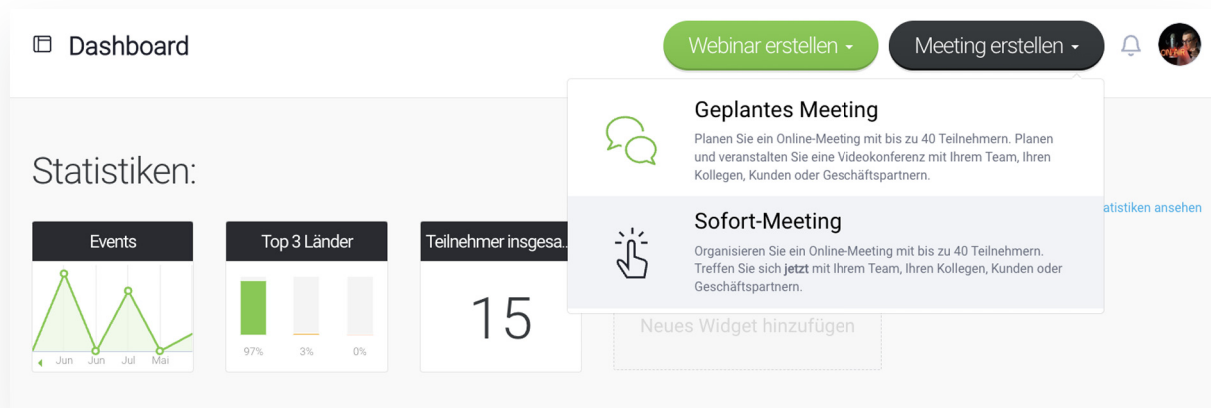 Dashboard
Webinar erstellen
Meeting erstellen
Geplantes Meeting
Planen Sie ein Online-Meeting mit bis zu 40 Teilnehmern. Planen
und veranstalten Sie eine Videokonferenz mit Ihrem Team, Ihren
Kollegen, Kunden oder Geschäftspartnern.
Sofort-Meeting
Organisieren Sie ein Online-Meeting mit bis zu 40 Teilnehmern.
Treffen Sie sich jetzt mit Ihrem Team, Ihren Kollegen, Kunden oder
Geschäftspartnern.
Statistiken:
atistiken ansehen
Events
Jun Jun Jul Mai
Top 3 Länder
97% 3% 0%
Teilnehmer insgesa..
15
Neues Widget hinzufügen